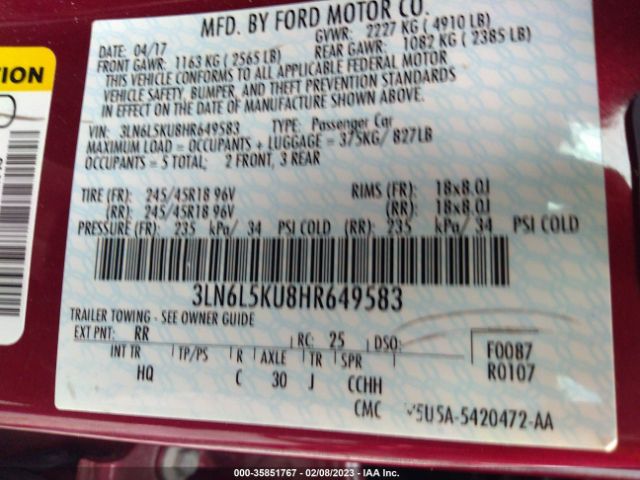 MFD. BY FORD MOTOR CO.
DATE: 04/17 GVWR: 2227 KG ( 4910 LB)
FRONT GAWR: 1163 KG ( 2565 LB) REAR GAWR: 1082 KG ( 2385 LB)
THIS VEHICLE CONFORMS TO ALL APPLICABLE FEDERAL MOTOR
VEHICLE SAFETY, BUMPER, AND THEFT PREVENTION STANDARDS
IN EFFECT ON THE DATE OF MANUFACTURE SHOWN ABOVE.
VIN: 3LN6L5KU8HR649583 TYPE: Passenger Car
MAXIMUM LOAD = OCCUPANTS + LUGGAGE = 375KG/ 827LB
OCCUPANTS = 5 TOTAL; 2 FRONT, 3 REAR
TIRE (FR): 245/45R18 96V RIMS (FR): 18x8.0J
(RR): 245/45R18 96V (RR): 18x8.0J
PRESSURE (FR): 235 kPa/ 34 PSI COLD (RR): 235 kPa/ 34 PSI COLD
3LN6L5KU8HR649583
TRAILER TOWING - SEE OWNER GUIDE
EXT PNT: RR RC: 25 DSO: F0087
INT TR TP/PS R AXLE TR SPR R0107
HQ C 30 J CCHH
CMC 5U5A-5420472-AA
000-35851767 - 02/08/2023 - IAA Inc.